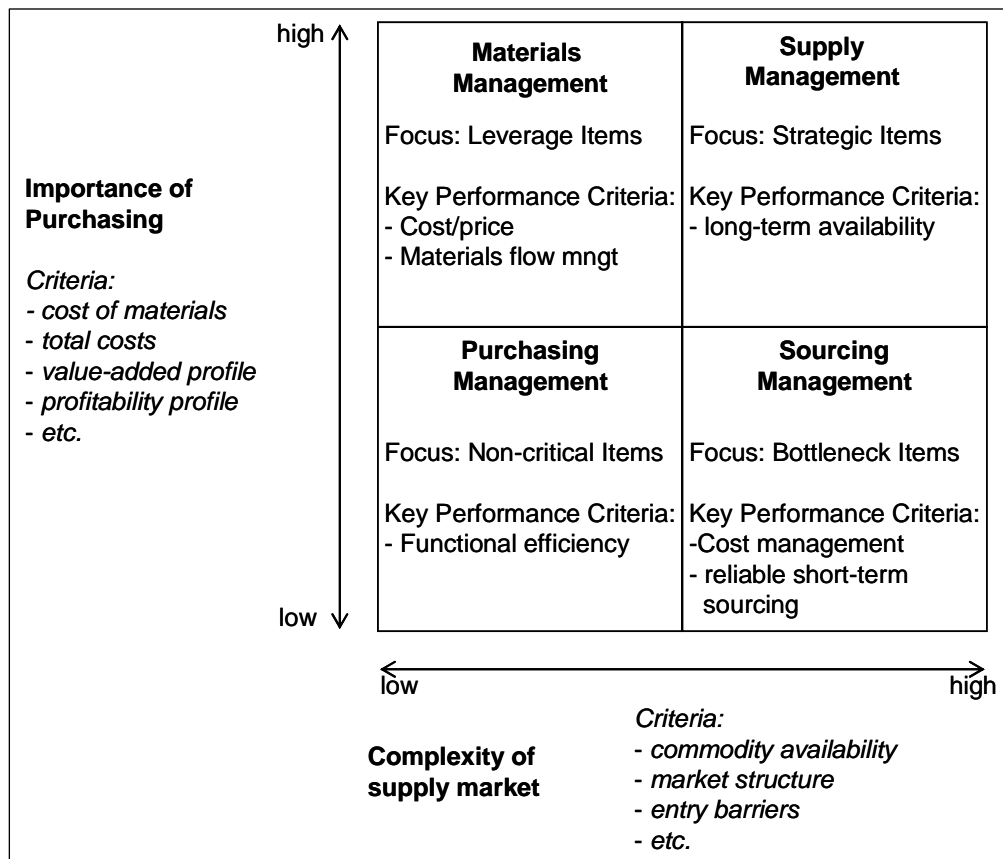 high
Importance of
Purchasing
Criteria:
- cost of materials
- total costs
- value-added profile
- profitability profile
- etc.
low
Materials
Management
Focus: Leverage Items
Key Performance Criteria:
- Cost/price
- Materials flow mngt
Supply
Management
Focus: Strategic Items
Key Performance Criteria:
- long-term availability
Purchasing
Management
Focus: Non-critical Items
Key Performance Criteria:
- Functional efficiency
Sourcing
Management
Focus: Bottleneck Items
Key Performance Criteria:
-Cost management
- reliable short-term
sourcing
low
high
Complexity of
supply market
Criteria:
- commodity availability
- market structure
- entry barriers
- etc.